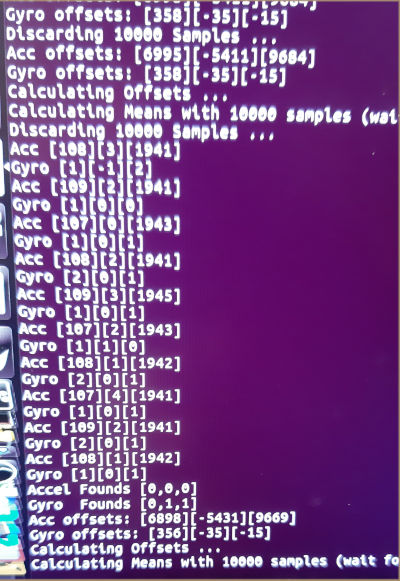 Gyro offsets: [358][-35][-15]
Discarding 10000 Samples ...
Acc offsets: [6995][-5411][9684]
Gyro offsets: [358][-35][-15]
Calculating Offsets ...
Calculating Means with 10000 samples (wai
Discarding 10000 Samples ...
Acc [108][3][1941]
Gyro [1][-1][2]
Acc [109][2][1941]
Gyro [1][0][0]
Acc [107][0][1943]
Gyro [1][0][1]
Acc [108][2][1941]
Gyro [2][0][1]
Acc [109][3][1945]
Gyro [1][0][1]
Acc [107][2][1943]
Gyro [1][1][0]
Acc [108][1][1942]
Gyro [2][0][1]
Acc [107][4][1941]
Gyro [1][0][1]
Acc [109][2][1941]
Gyro [2][0][1]
Acc [108][1][1942]
Gyro [1][0][1]
Accel Founds [0,0,0]
Gyro Founds [0,1,1]
Acc offsets: [6898][-5431][9669]
Gyro offsets: [356][-35][-15]
Calculating Offsets ...
Calculating Means with 10000 samples (wait fo